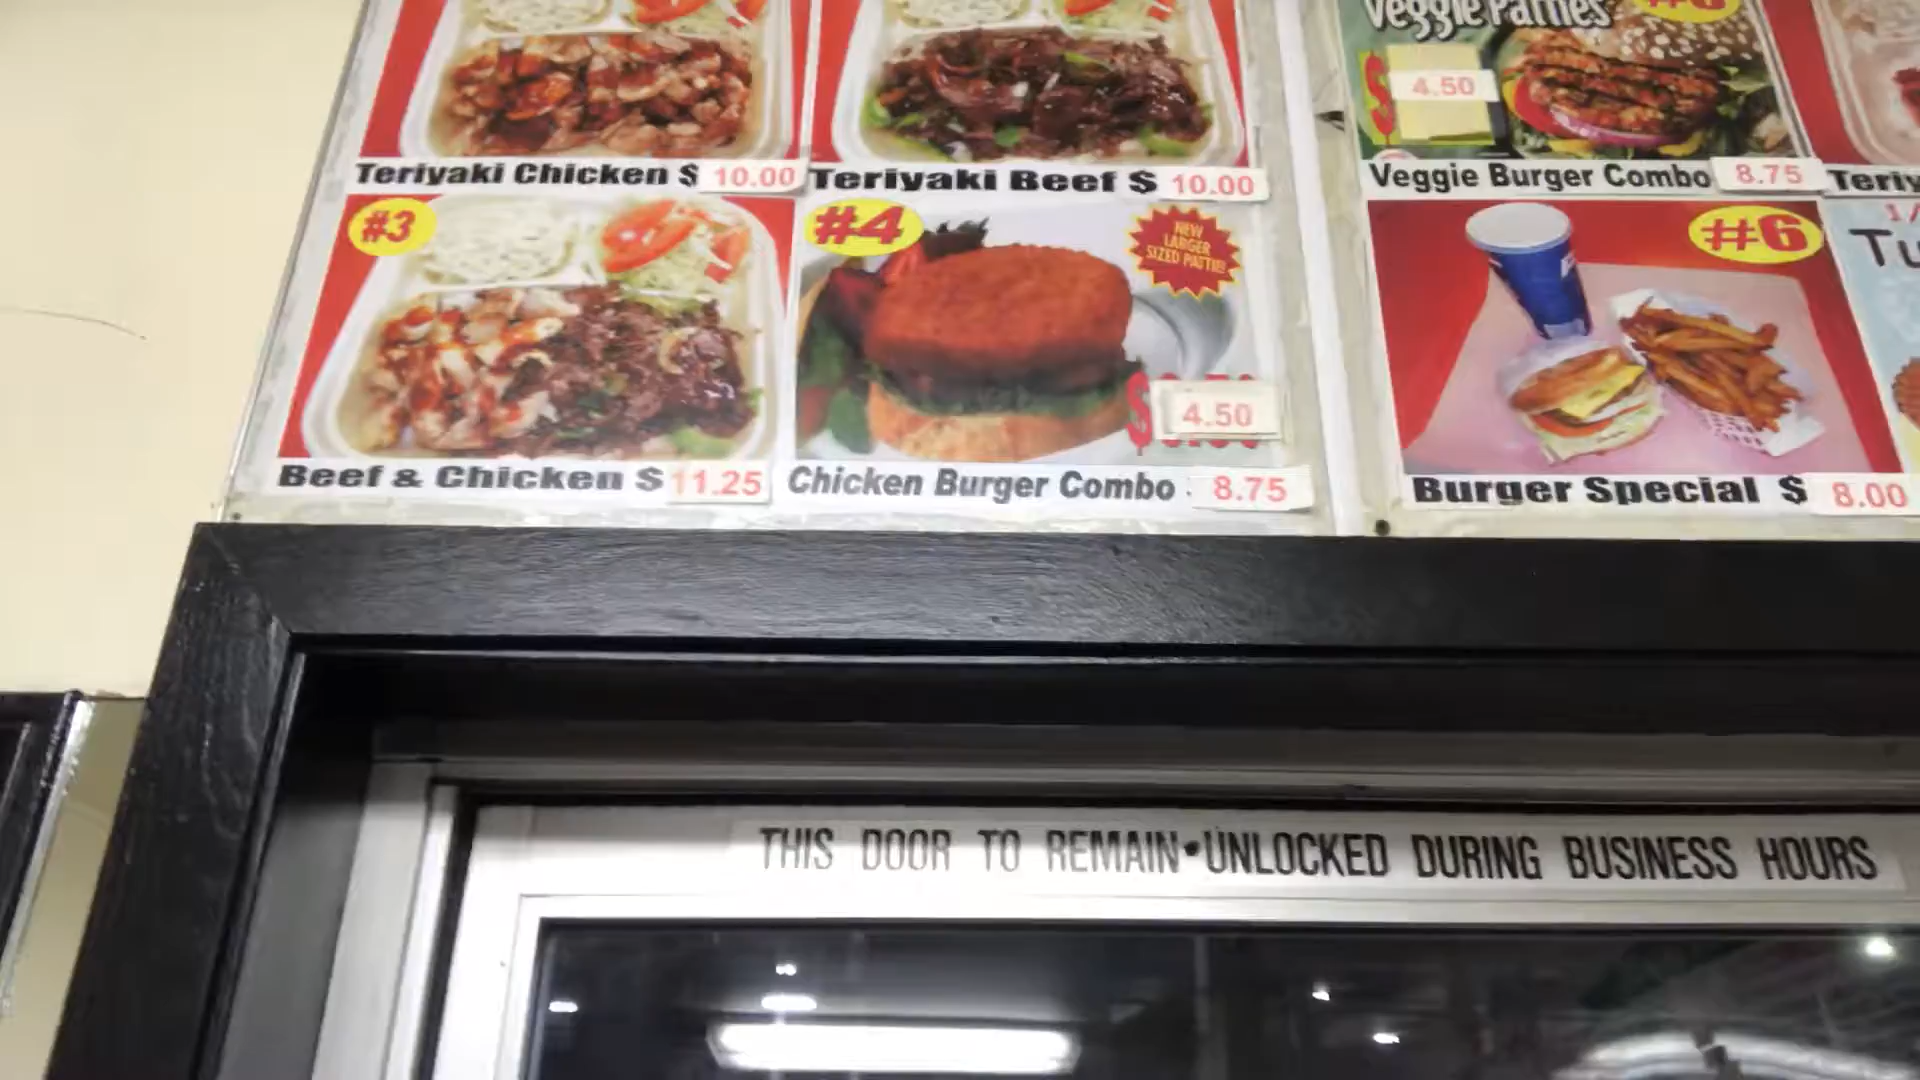 Veggie Patties
$ 4.50
Teriyaki Chicken $ 10.00
Teriyaki Beef $ 10.00
Veggie Burger Combo 8.75
#3
#4
NEW
LARGER
SIZED PATTIE!
#6
$
4.50
Beef & Chicken $ 11.25
Chicken Burger Combo 8.75
Burger Special $ 8.00
THIS DOOR TO REMAIN UNLOCKED DURING BUSINESS HOURS